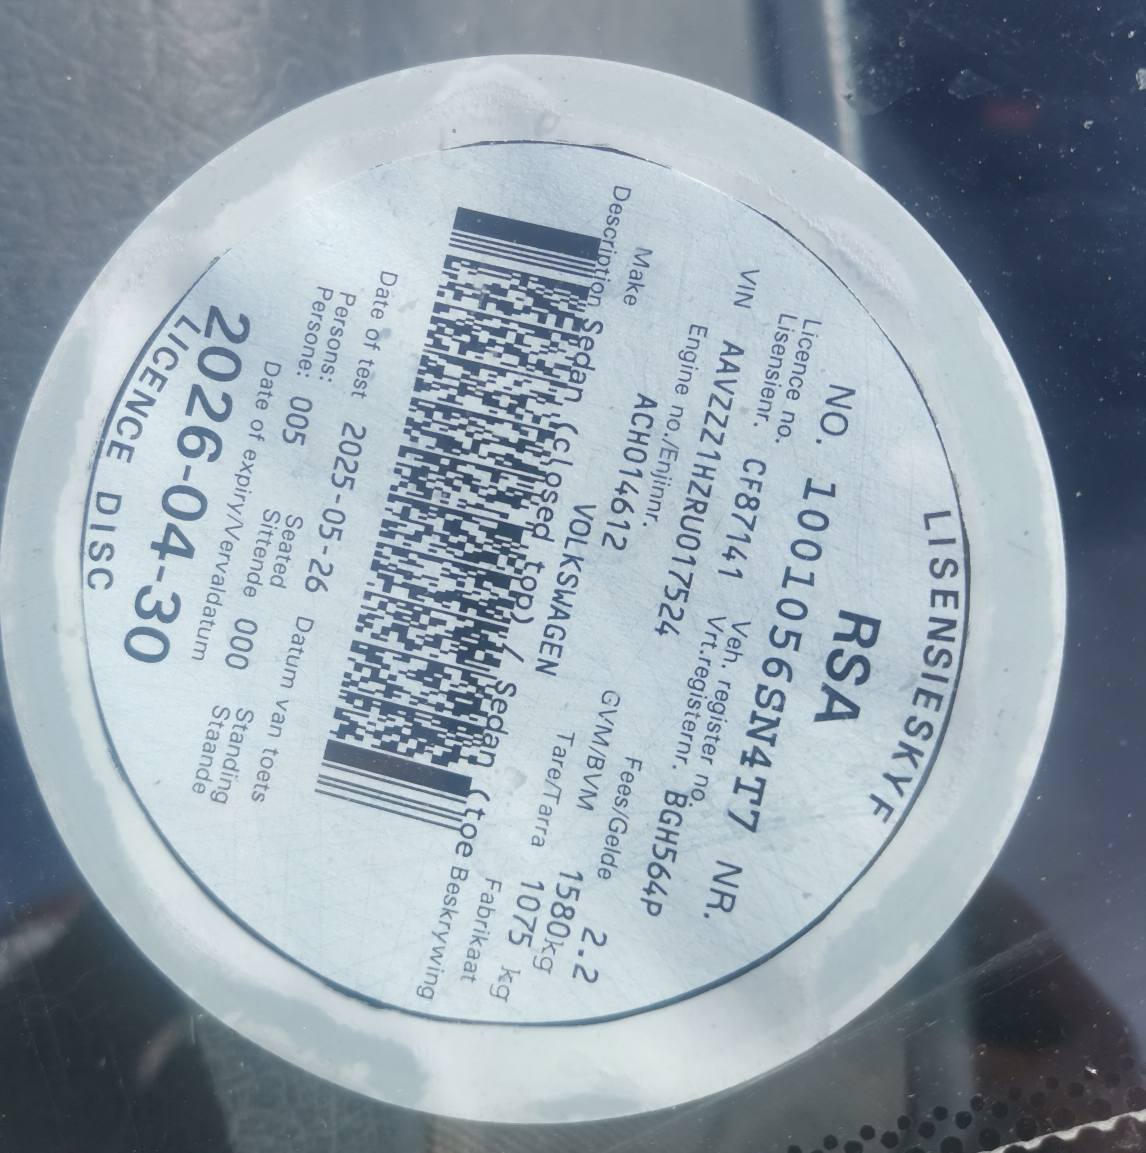 LISENSIESKYF
RSA
NO. 1001056SN4T7 NR.
Licence no.
Lisensienr. CF87141 Veh. register no.
Vrt.registernr. BGH564P
VIN AAVZZZ1HZRU017524
Engine no./Enjinnr. Fees/Gelde 2.2
ACH014612 GVM/BVM 1580kg
Make VOLKSWAGEN Tare/Tarra 1075 kg
Fabrikaat
Description Sedan (closed top) / Sedan (toe Beskrywing
Date of test 2025-05-26 Datum van toets
Persons: Seated Standing
Persone: 005 Sittende 000 Staande
Date of expiry/Vervaldatum
2026-04-30
LICENCE DISC